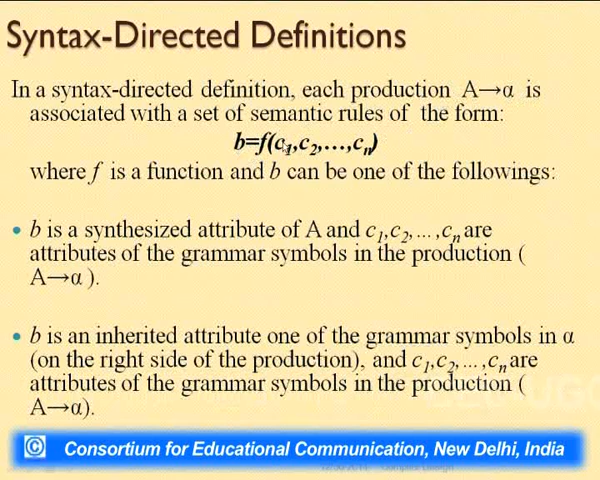 Syntax-Directed Definitions
In a syntax-directed definition, each production A→α is
associated with a set of semantic rules of the form:
b=f(c1,c2,…,cn)
where f is a function and b can be one of the followings:
• b is a synthesized attribute of A and c1,c2,…,cn are
attributes of the grammar symbols in the production (
A→α ).
• b is an inherited attribute one of the grammar symbols in α
(on the right side of the production), and c1,c2,…,cn are
attributes of the grammar symbols in the production (
A→α).
© Consortium for Educational Communication, New Delhi, India